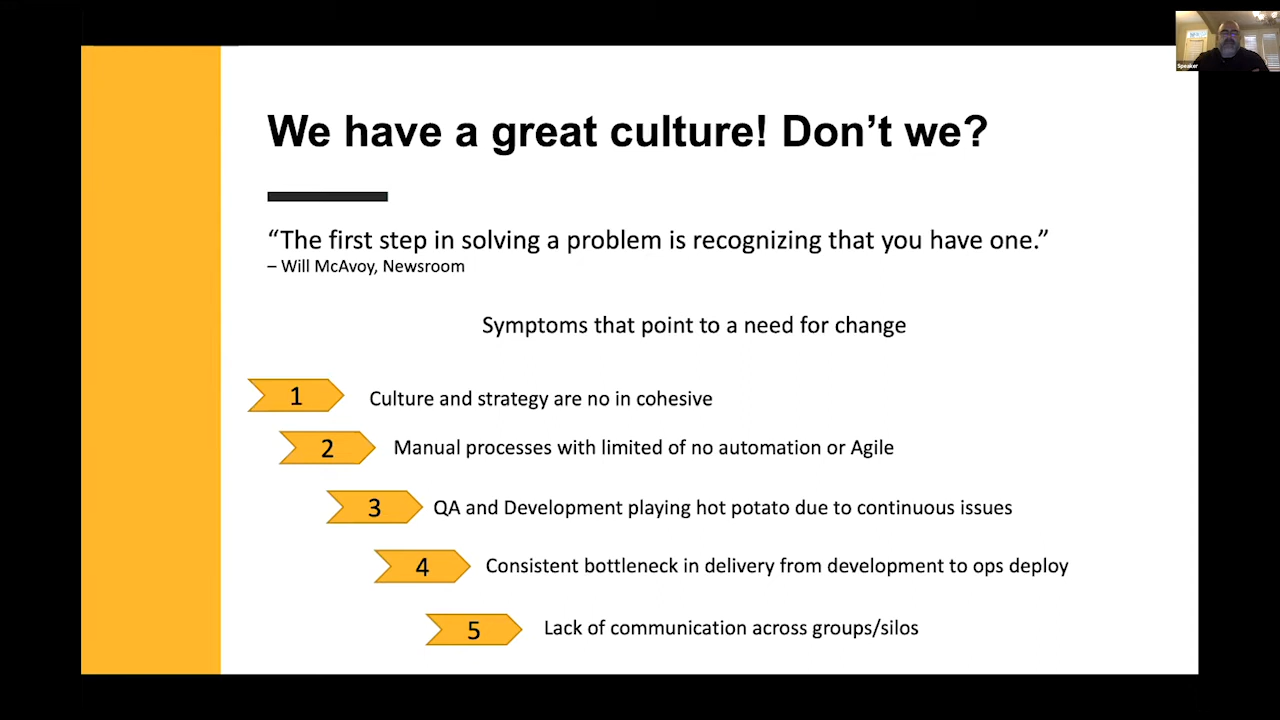 Speaker
We have a great culture! Don’t we?
“The first step in solving a problem is recognizing that you have one.”
– Will McAvoy, Newsroom
Symptoms that point to a need for change
1 Culture and strategy are no in cohesive
2 Manual processes with limited of no automation or Agile
3 QA and Development playing hot potato due to continuous issues
4 Consistent bottleneck in delivery from development to ops deploy
5 Lack of communication across groups/silos